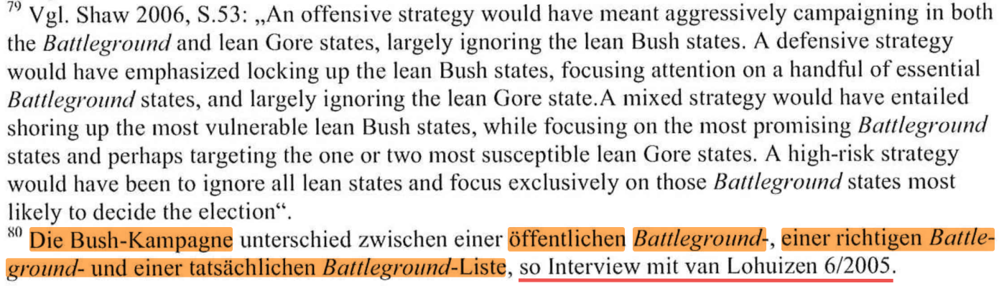 79 Vgl. Shaw 2006, S.53: „An offensive strategy would have meant aggressively campaigning in both
the Battleground and lean Gore states, largely ignoring the lean Bush states. A defensive strategy
would have emphasized locking up the lean Bush states, focusing attention on a handful of essential
Battleground states, and largely ignoring the lean Gore state.A mixed strategy would have entailed
shoring up the most vulnerable lean Bush states, while focusing on the most promising Battleground
states and perhaps targeting the one or two most susceptible lean Gore states. A high-risk strategy
would have been to ignore all lean states and focus exclusively on those Battleground states most
likely to decide the election“.
80 Die Bush-Kampagne unterschied zwischen einer öffentlichen Battleground-, einer richtigen Battle-
ground- und einer tatsächlichen Battleground-Liste, so Interview mit van Lohuizen 6/2005.